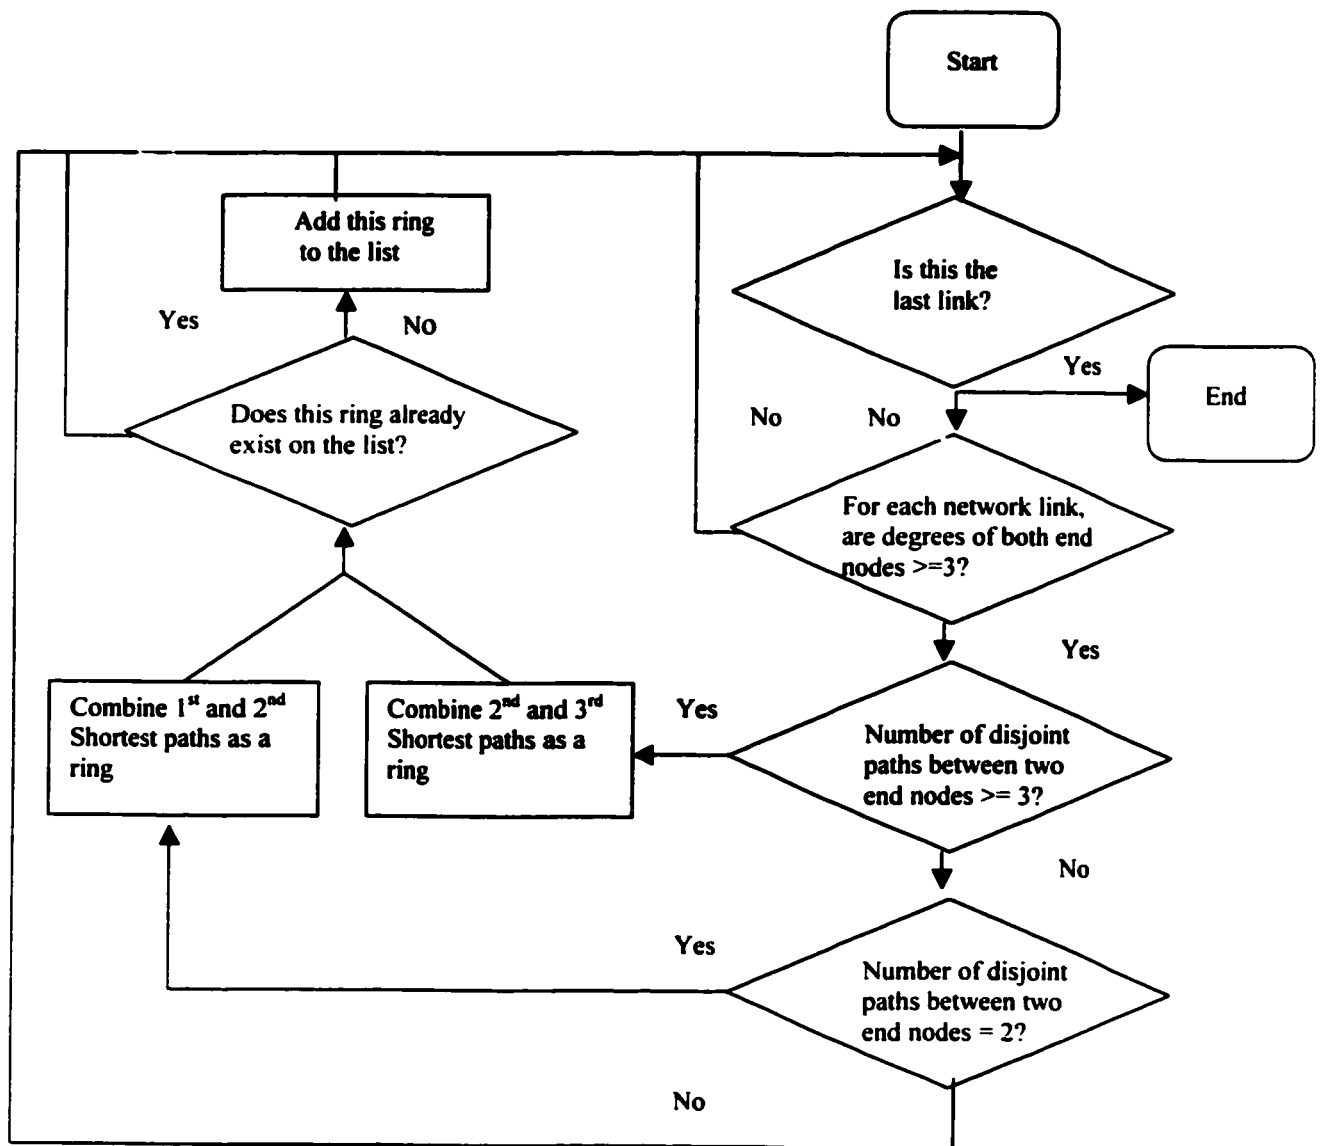 Start
Add this ring
to the list
Is this the
last link?
Yes
No
Yes
End
Does this ring already
exist on the list?
No
No
For each network link,
are degrees of both end
nodes >=3?
Yes
Combine 1st and 2nd
Shortest paths as a
ring
Combine 2nd and 3rd
Shortest paths as a
ring
Yes
Number of disjoint
paths between two
end nodes >= 3?
No
Yes
Number of disjoint
paths between two
end nodes = 2?
No